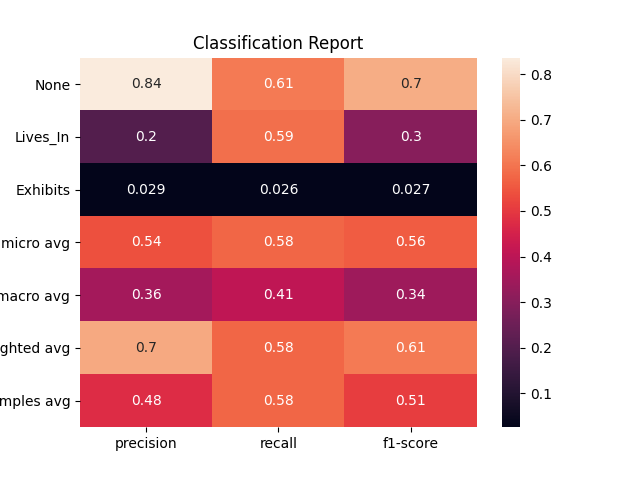 Classification Report
None 0.84 0.61 0.7 0.8
Lives_In 0.2 0.59 0.3 0.7
Exhibits 0.029 0.026 0.027 0.6
micro avg 0.54 0.58 0.56 0.5
macro avg 0.36 0.41 0.34 0.4
ghted avg 0.7 0.58 0.61 0.3
mples avg 0.48 0.58 0.51 0.2
0.1
precision recall f1-score